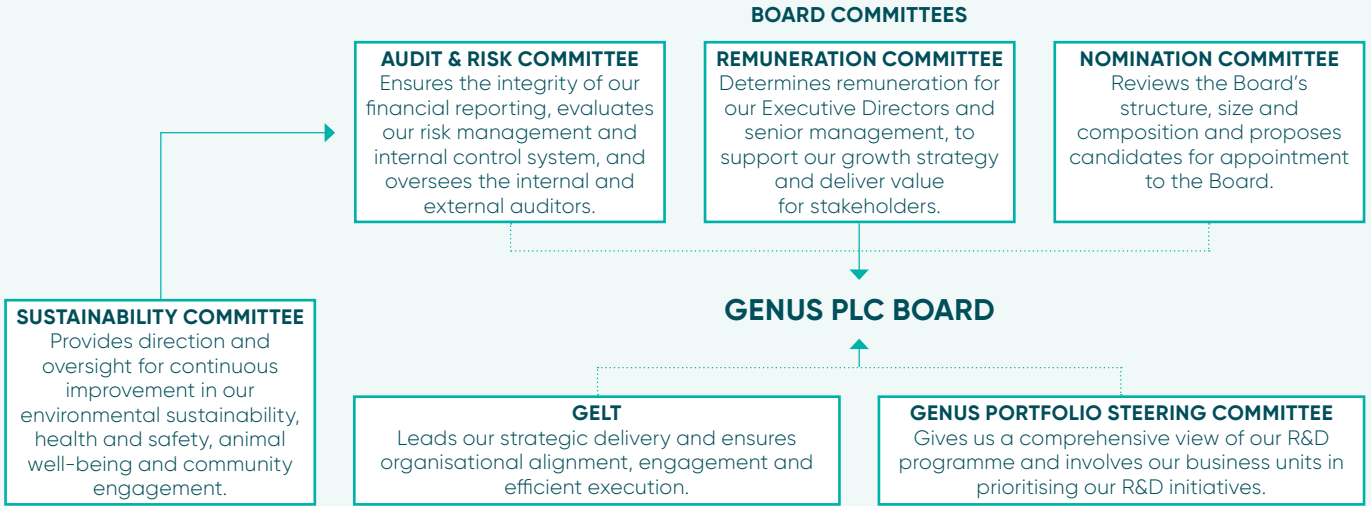 BOARD COMMITTEES
AUDIT & RISK COMMITTEE
Ensures the integrity of our
financial reporting, evaluates
our risk management and
internal control system, and
oversees the internal and
external auditors.
REMUNERATION COMMITTEE
Determines remuneration for
our Executive Directors and
senior management, to
support our growth strategy
and deliver value
for stakeholders.
NOMINATION COMMITTEE
Reviews the Board’s
structure, size and
composition and proposes
candidates for appointment
to the Board.
GENUS PLC BOARD
SUSTAINABILITY COMMITTEE
Provides direction and
oversight for continuous
improvement in our
environmental sustainability,
health and safety, animal
well-being and community
engagement.
GELT
Leads our strategic delivery and ensures
organisational alignment, engagement and
efficient execution.
GENUS PORTFOLIO STEERING COMMITTEE
Gives us a comprehensive view of our R&D
programme and involves our business units in
prioritising our R&D initiatives.